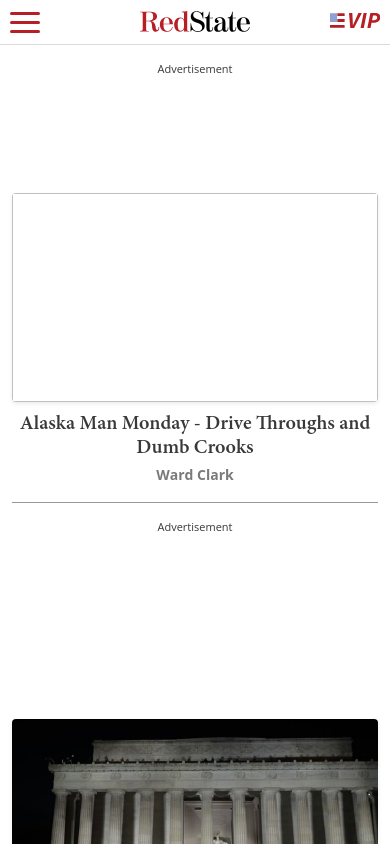 RedState
VIP
Advertisement
Alaska Man Monday - Drive Throughs and
Dumb Crooks
Ward Clark
Advertisement